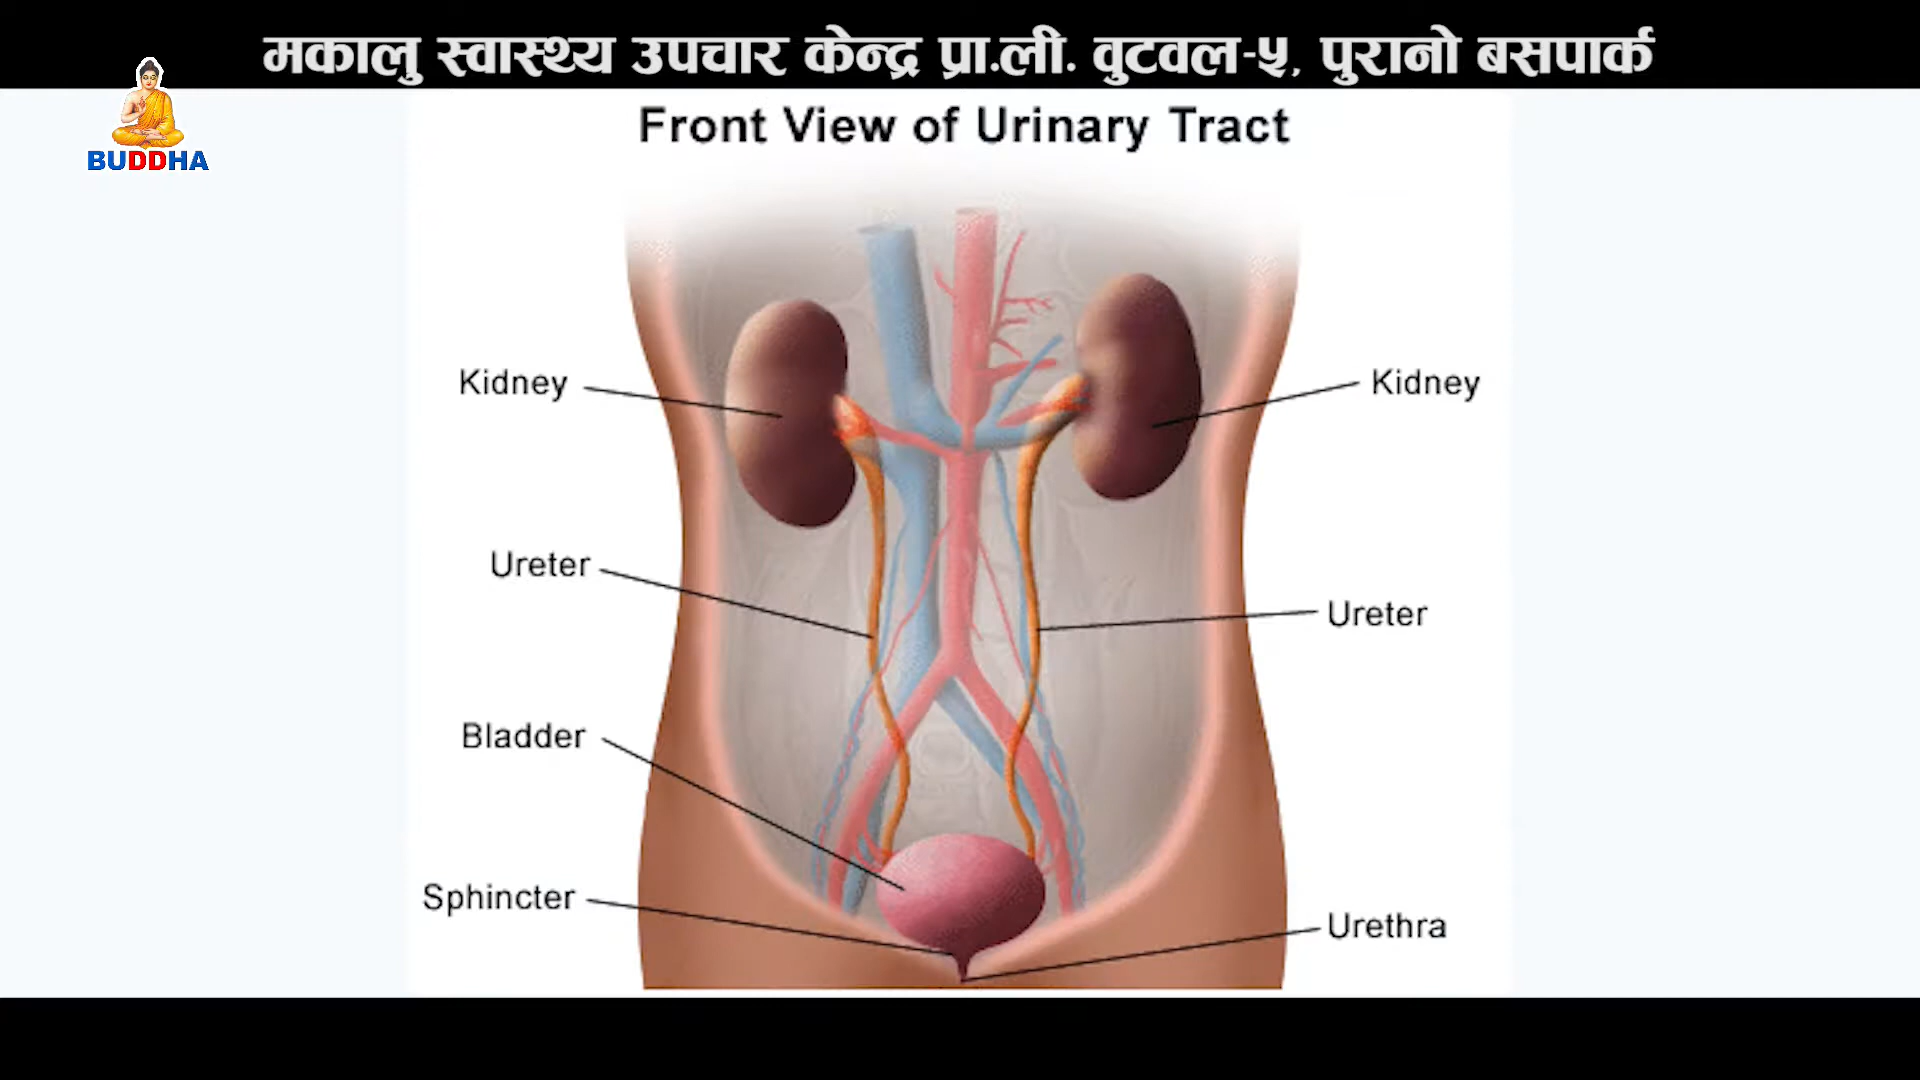 मकालु स्वास्थ्य उपचार केन्द्र प्रा.ली. वुटवल-५, पुरानो बसपार्क
BUDDHA
Front View of Urinary Tract
Kidney
Kidney
Ureter
Ureter
Bladder
Sphincter
Urethra